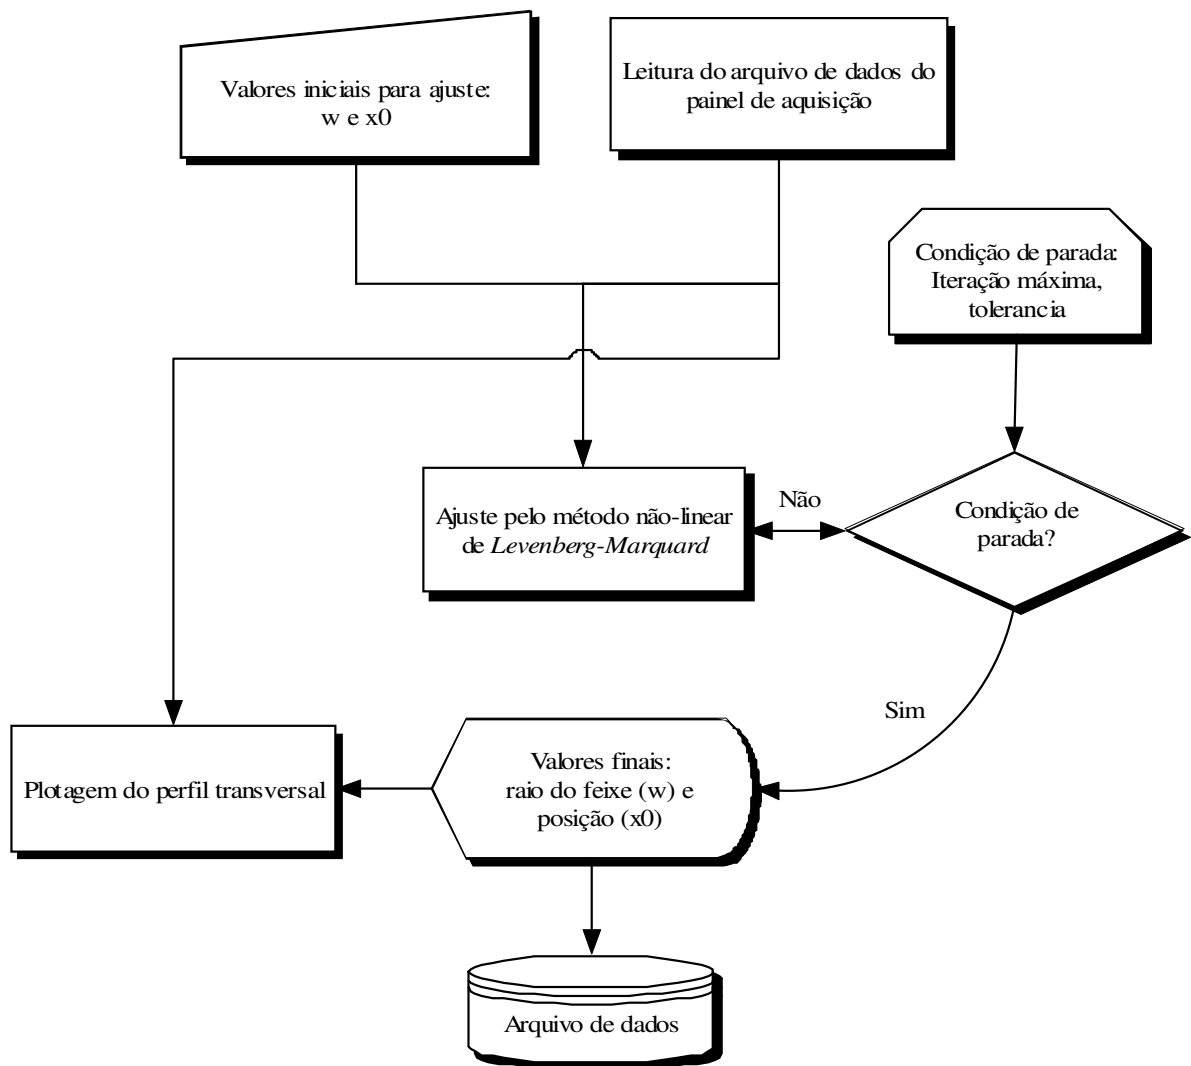 Valores iniciais para ajuste:
w e x0
Leitura do arquivo de dados do
painel de aquisição
Condição de parada:
Iteração máxima,
tolerancia
Ajuste pelo método não-linear
de Levenberg-Marquard
Não
Condição de
parada?
Sim
Plotagem do perfil transversal
Valores finais:
raio do feixe (w) e
posição (x0)
Arquivo de dados